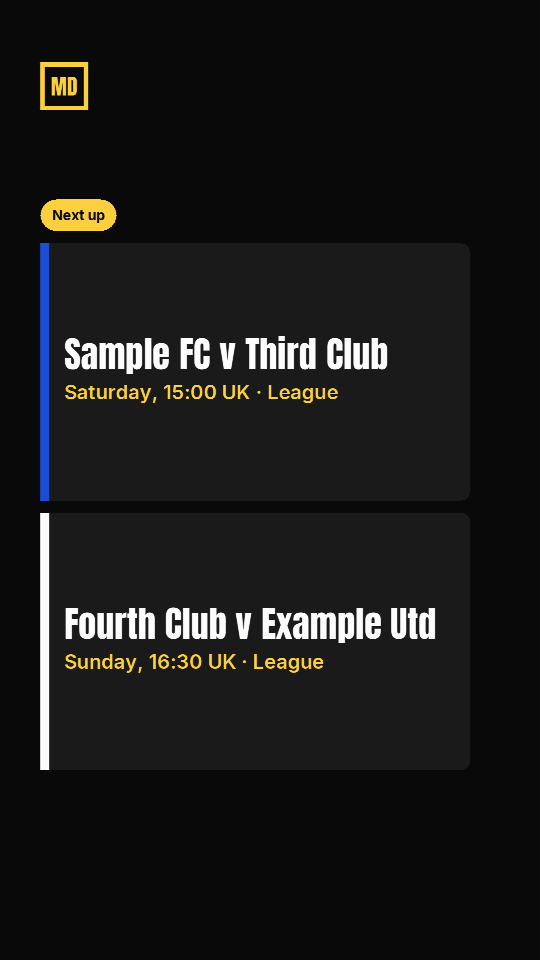 MD
Next up
Sample FC v Third Club
Saturday, 15:00 UK · League
Fourth Club v Example Utd
Sunday, 16:30 UK · League